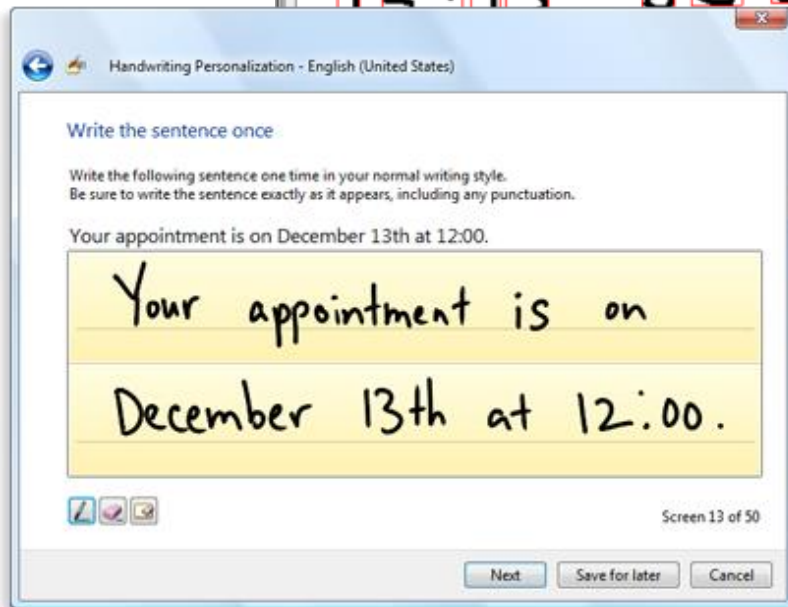 Handwriting Personalization - English (United States)
Write the sentence once
Write the following sentence one time in your normal writing style.
Be sure to write the sentence exactly as it appears, including any punctuation.
Your appointment is on December 13th at 12:00.
Your appointment is on
December 13th at 12:00.
Screen 13 of 50
Next Save for later Cancel